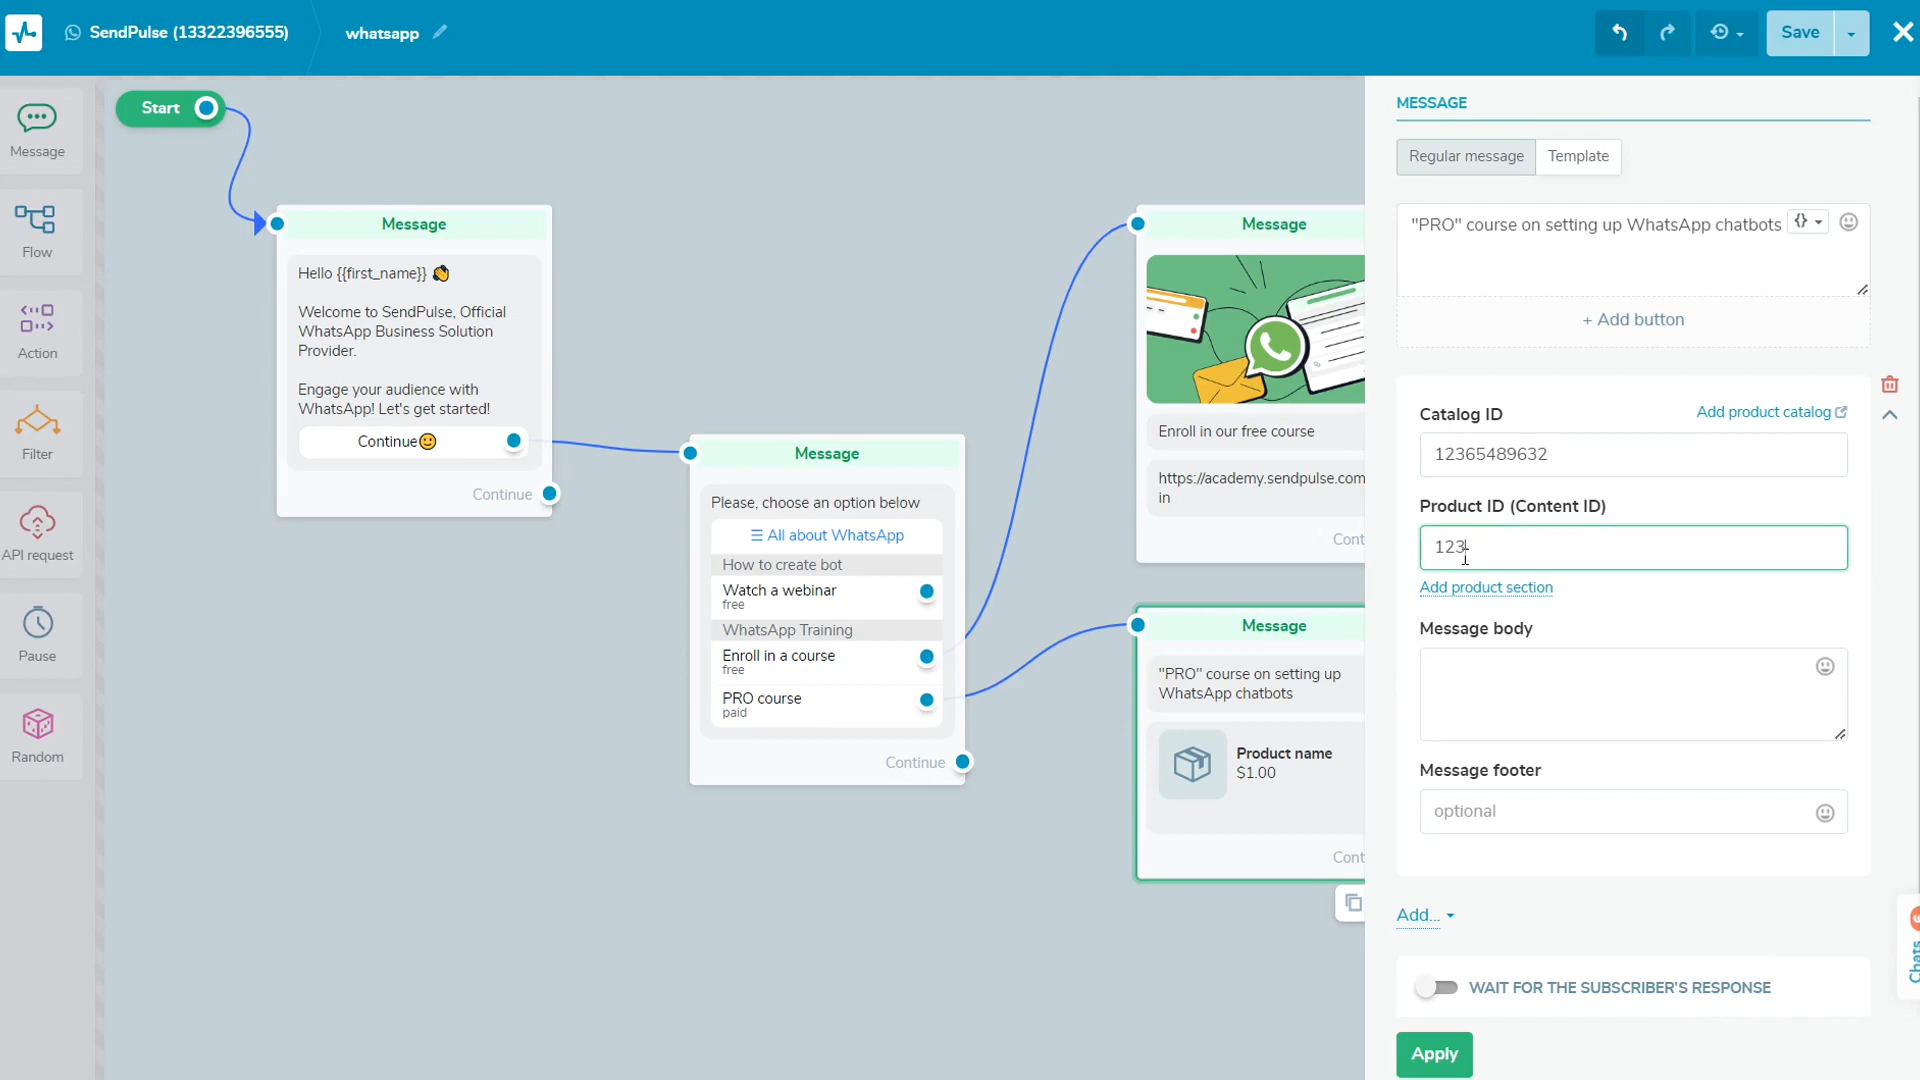 SendPulse (13322396555)
whatsapp
Save
Message
Flow
Action
Filter
API request
Pause
Random
Start
Message
Hello {{first_name}} 👏
Welcome to SendPulse, Official
WhatsApp Business Solution
Provider.
Engage your audience with
WhatsApp! Let's get started!
Continue🙂
Continue
Message
Please, choose an option below
All about WhatsApp
How to create bot
Watch a webinar
free
WhatsApp Training
Enroll in a course
free
PRO course
paid
Continue
Message
Enroll in our free course
https://academy.sendpulse.com
in
Cont
Message
"PRO" course on setting up
WhatsApp chatbots
Product name
$1.00
Cont
MESSAGE
Regular message
Template
"PRO" course on setting up WhatsApp chatbots
{}
+ Add button
Catalog ID
Add product catalog
12365489632
Product ID (Content ID)
123
Add product section
Message body
Message footer
optional
Add...
WAIT FOR THE SUBSCRIBER'S RESPONSE
Apply
Chats